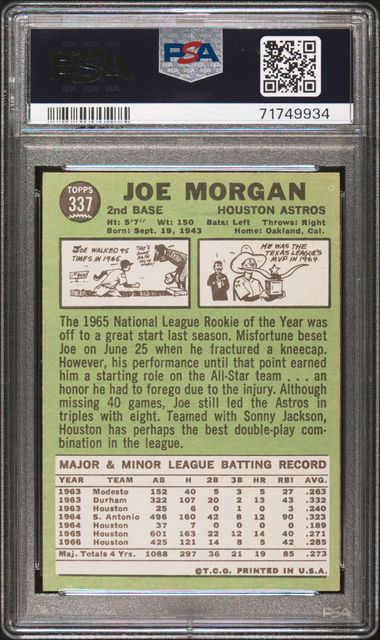 PSA
PSA
71749934
TOPPS
337
JOE MORGAN
2nd BASE HOUSTON ASTROS
Ht: 5'7" Wt: 150 Bats: Left Throws: Right
Born: Sept. 19, 1943 Home: Oakland, Cal.
JOE WALKED 95
TIMES IN 1965
HE WAS THE
TEXAS LEAGUE'S
MVP IN 1964
The 1965 National League Rookie of the Year was
off to a great start last season. Misfortune beset
Joe on June 25 when he fractured a kneecap.
However, his performance until that point earned
him a starting role on the All-Star team . . . an
honor he had to forego due to the injury. Although
missing 40 games, Joe still led the Astros in
triples with eight. Teamed with Sonny Jackson,
Houston has perhaps the best double-play com-
bination in the league.
MAJOR & MINOR LEAGUE BATTING RECORD
YEAR TEAM AB H 2B 3B HR RBI AVG.
1963 Modesto 152 40 5 3 5 27 .263
1963 Durham 322 107 20 2 13 43 .332
1963 Houston 25 6 0 1 0 3 .240
1964 S. Antonio 496 160 42 8 12 90 .323
1964 Houston 37 7 0 0 0 0 .189
1965 Houston 601 163 22 12 14 40 .271
1966 Houston 425 121 14 8 5 42 .285
Maj. Totals 4 Yrs. 1088 297 36 21 19 85 .273
©T.C.G. PRINTED IN U.S.A.
PSA